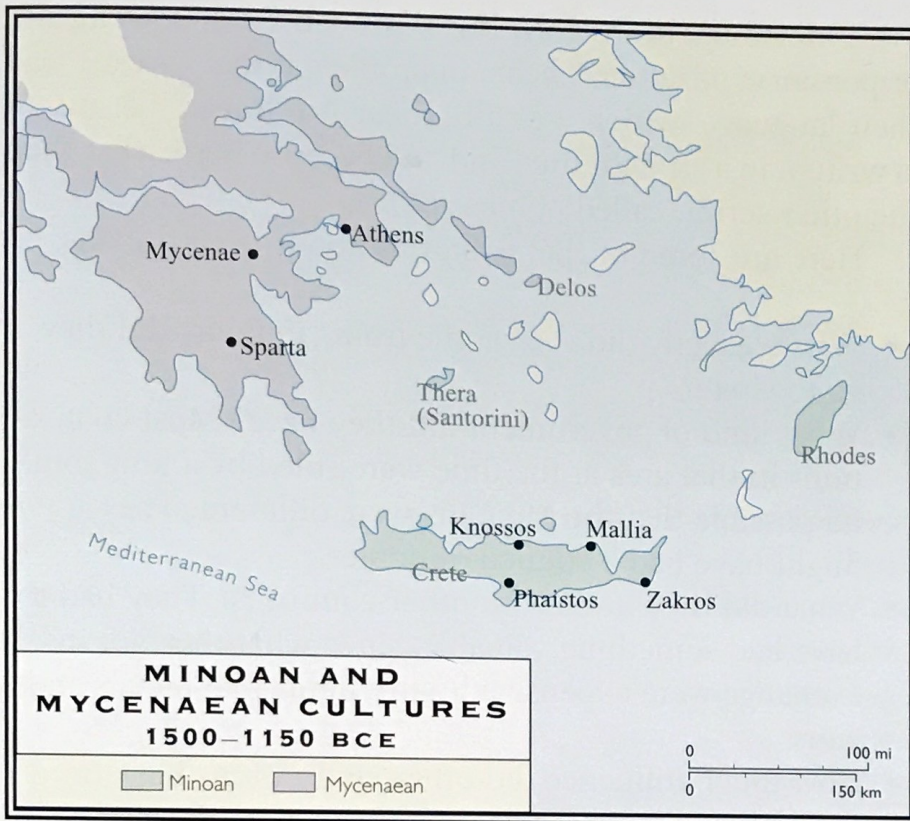 Mycenae
Athens
Delos
Sparta
Thera
(Santorini)
Rhodes
Knossos
Mallia
Mediterranean Sea
Crete
Phaistos
Zakros
MINOAN AND
MYCENAEAN CULTURES
1500–1150 BCE
Minoan
Mycenaean
0
100 mi
0
150 km